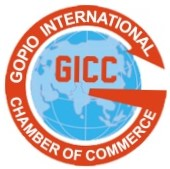 GOPIO INTERNATIONAL
GICC
CHAMBER OF COMMERCE